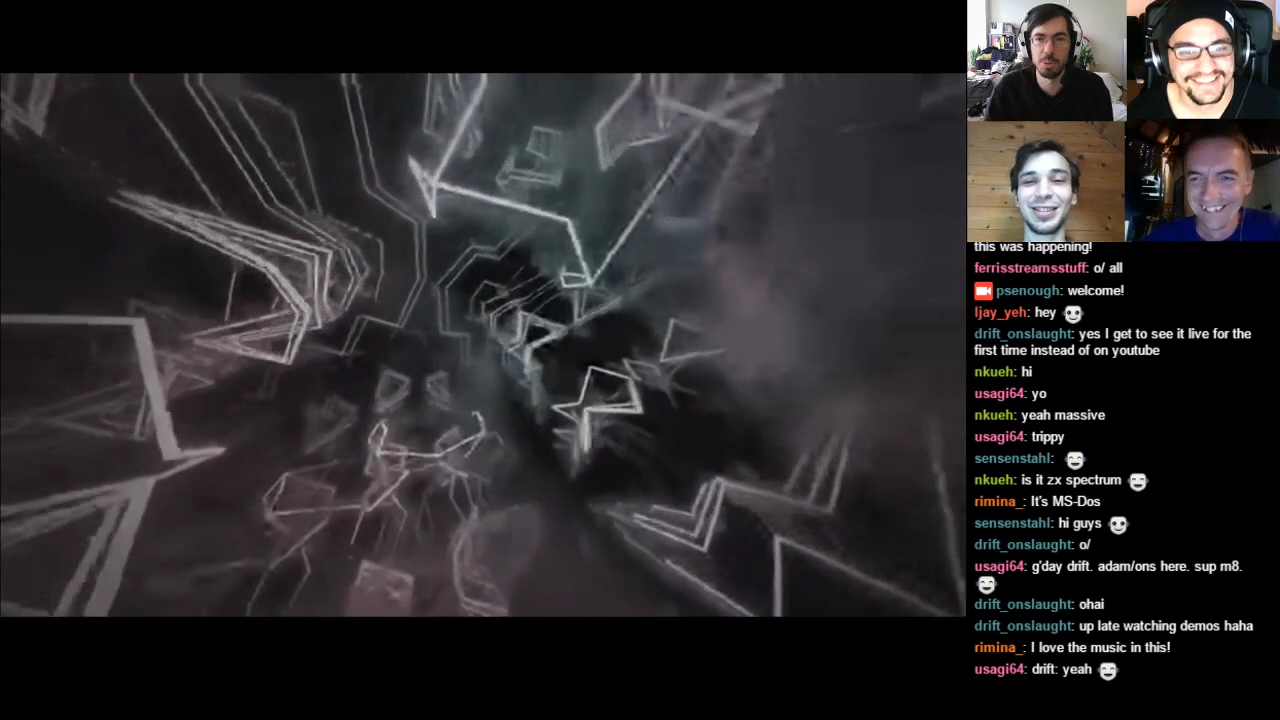 this was happening!
ferrisstreamsstuff: o/ all
psenough: welcome!
ljay_yeh: hey
drift_onslaught: yes I get to see it live for the
first time instead of on youtube
nkueh: hi
usagi64: yo
nkueh: yeah massive
usagi64: trippy
sensenstahl:
nkueh: is it zx spectrum
rimina_: It's MS-Dos
sensenstahl: hi guys
drift_onslaught: o/
usagi64: g'day drift. adam/ons here. sup m8.
drift_onslaught: ohai
drift_onslaught: up late watching demos haha
rimina_: I love the music in this!
usagi64: drift: yeah